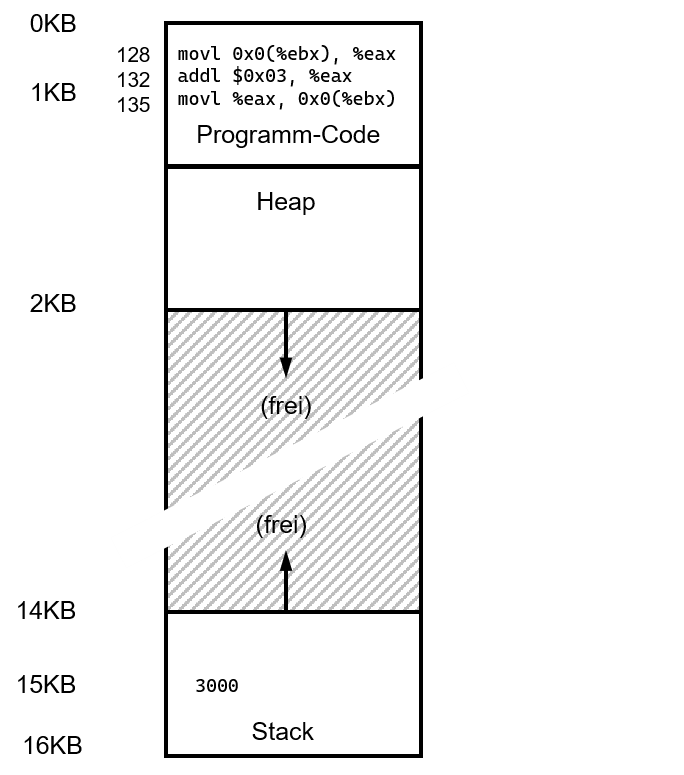 0KB
128 movl 0x0(%ebx), %eax
132 addl $0x03, %eax
1KB
135 movl %eax, 0x0(%ebx)
Programm-Code
Heap
2KB
(frei)
(frei)
14KB
15KB 3000
Stack
16KB